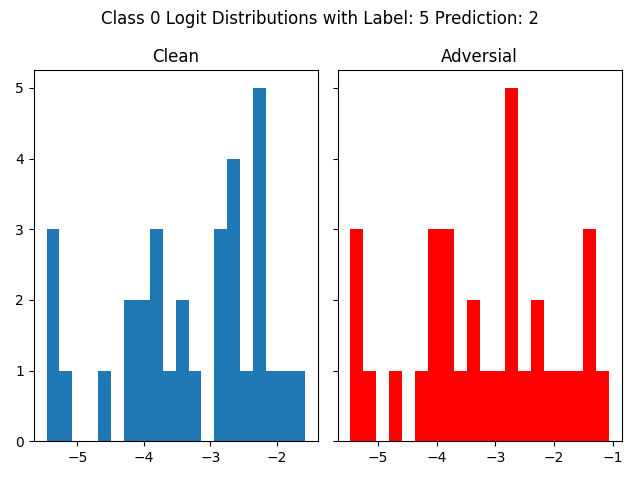 Class 0 Logit Distributions with Label: 5 Prediction: 2
Clean
Adversial
5
4
3
2
1
0
−5 −4 −3 −2
−5 −4 −3 −2 −1